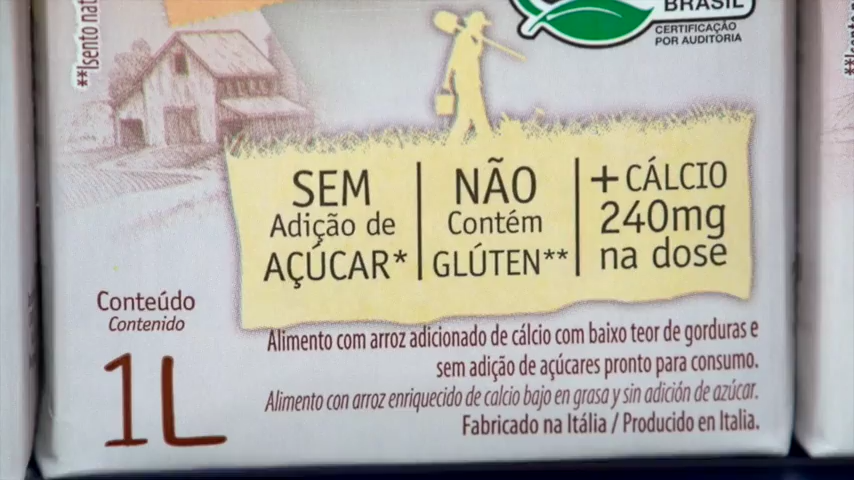 BRASIL
CERTIFICAÇÃO
POR AUDITORIA
**Isento nat
SEM
Adição de
AÇÚCAR*
NÃO
Contém
GLÚTEN**
+CÁLCIO
240mg
na dose
Conteúdo
Contenido
1L
Alimento com arroz adicionado de cálcio com baixo teor de gorduras e
sem adição de açúcares pronto para consumo.
Alimento con arroz enriquecido de calcio bajo en grasa y sin adición de azúcar.
Fabricado na Itália / Producido en Italia.